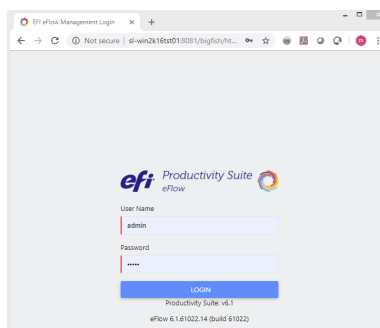 EFI eFlow Management Login
Not secure | sl-win2k16tst01:8081/bigfish/ht...
m
efi Productivity Suite
eFlow
User Name
admin
Password
•••••
LOGIN
Productivity Suite: v6.1
eFlow 6.1.61022.14 (build 61022)